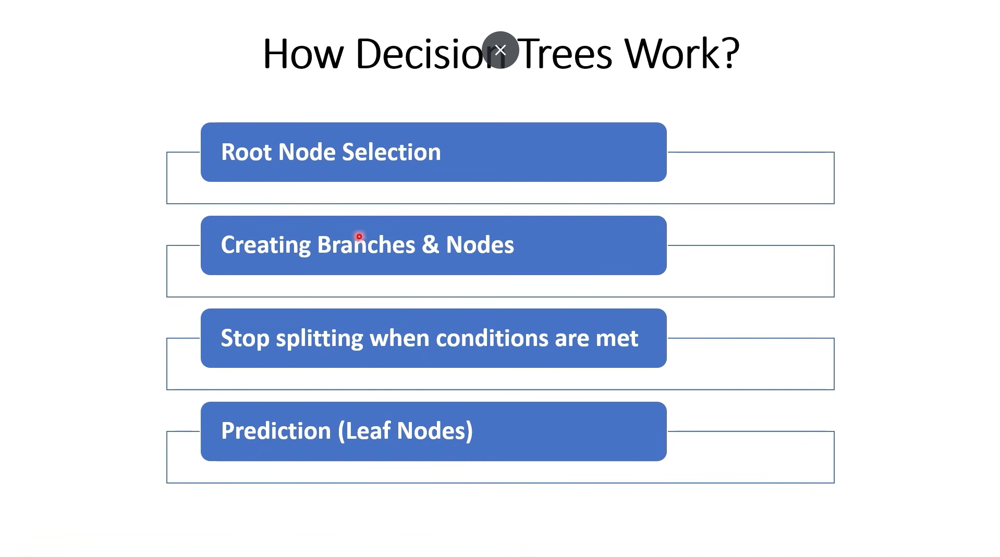 How Decision Trees Work?
Root Node Selection
Creating Branches & Nodes
Stop splitting when conditions are met
Prediction (Leaf Nodes)